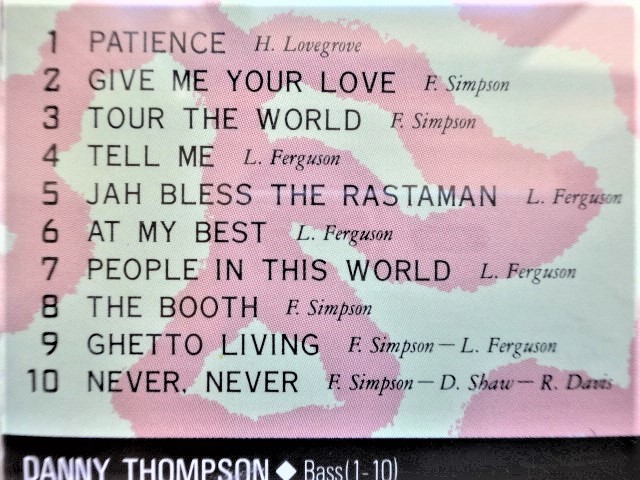 1 PATIENCE H. Lovegrove
2 GIVE ME YOUR LOVE F. Simpson
3 TOUR THE WORLD F. Simpson
4 TELL ME L. Ferguson
5 JAH BLESS THE RASTAMAN L. Ferguson
6 AT MY BEST L. Ferguson
7 PEOPLE IN THIS WORLD L. Ferguson
8 THE BOOTH F. Simpson
9 GHETTO LIVING F. Simpson — L. Ferguson
10 NEVER, NEVER F. Simpson — D. Shaw — R. Davis
DANNY THOMPSON ◆ Bass(1-10)